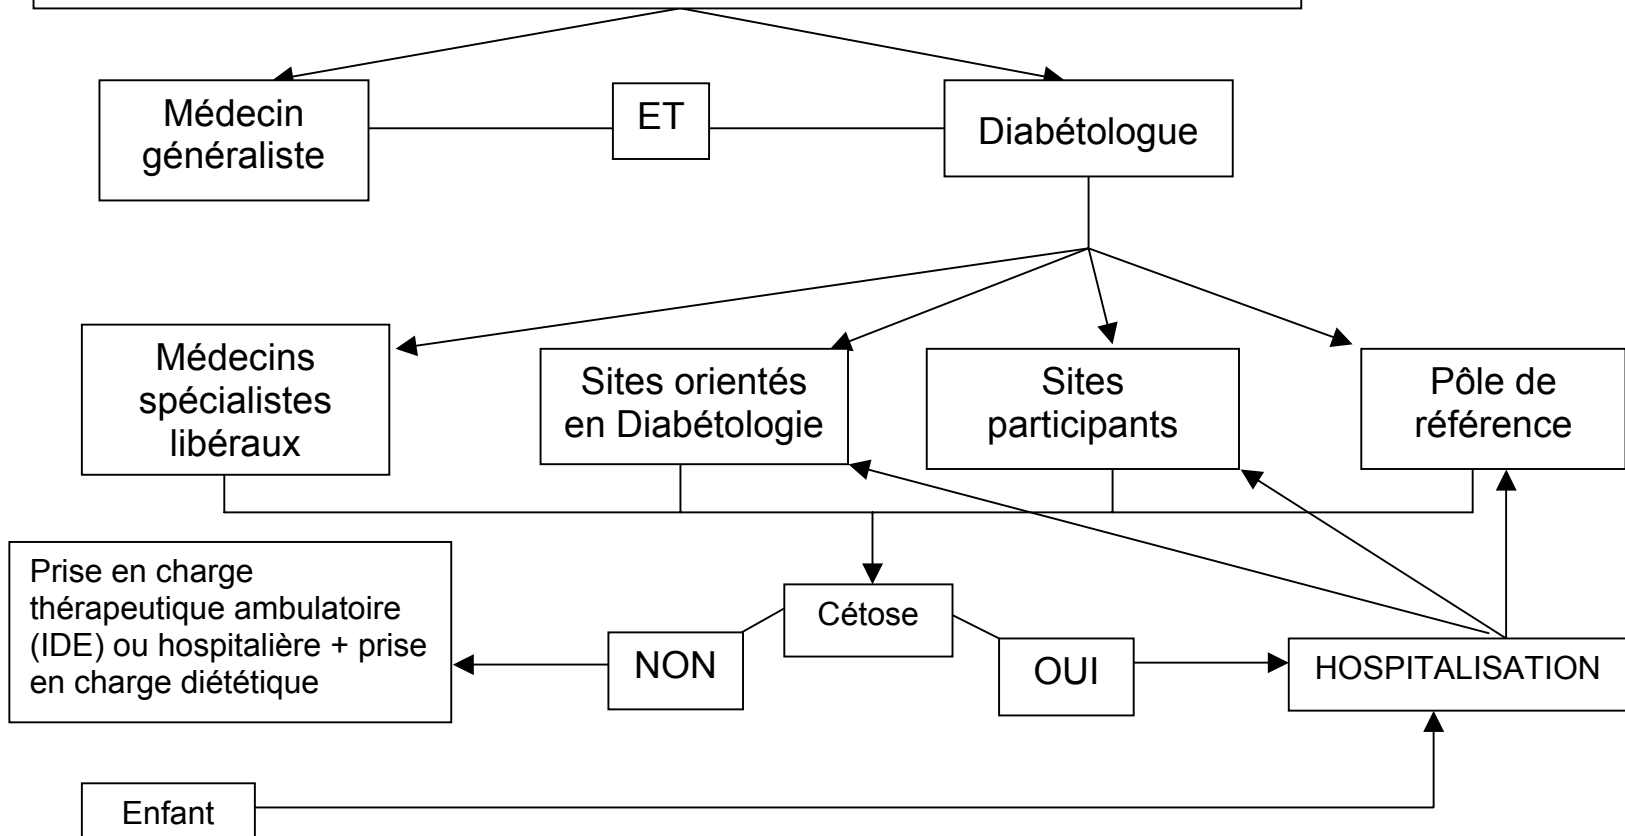 Médecin
généraliste
ET
Diabétologue
Médecins
spécialistes
libéraux
Sites orientés
en Diabétologie
Sites
participants
Pôle de
référence
Prise en charge
thérapeutique ambulatoire
(IDE) ou hospitalière + prise
en charge diététique
Cétose
NON
OUI
HOSPITALISATION
Enfant